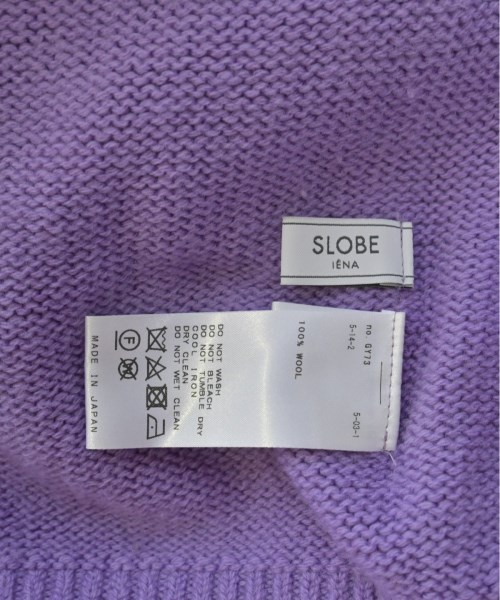 SLOBE
IÉNA
no. GY73
5-14-2
5-03-1
100% WOOL
DO NOT WASH
DO NOT BLEACH
DO NOT TUMBLE DRY
COOL IRON
DRY CLEAN
DO NOT WET CLEAN
F
W
MADE IN JAPAN